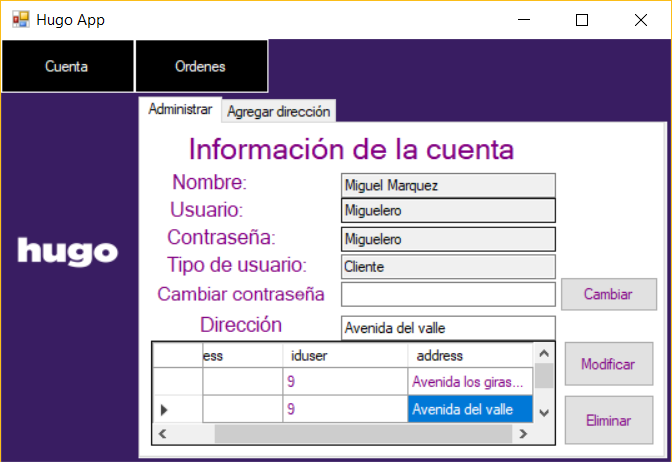 Hugo App
Cuenta Ordenes
Administrar Agregar dirección
Información de la cuenta
Nombre: Miguel Marquez
Usuario: Miguelero
hugo
Contraseña: Miguelero
Tipo de usuario: Cliente
Cambiar contraseña Cambiar
Dirección Avenida del valle
ess iduser address
Modificar
9 Avenida los giras...
9 Avenida del valle
Eliminar